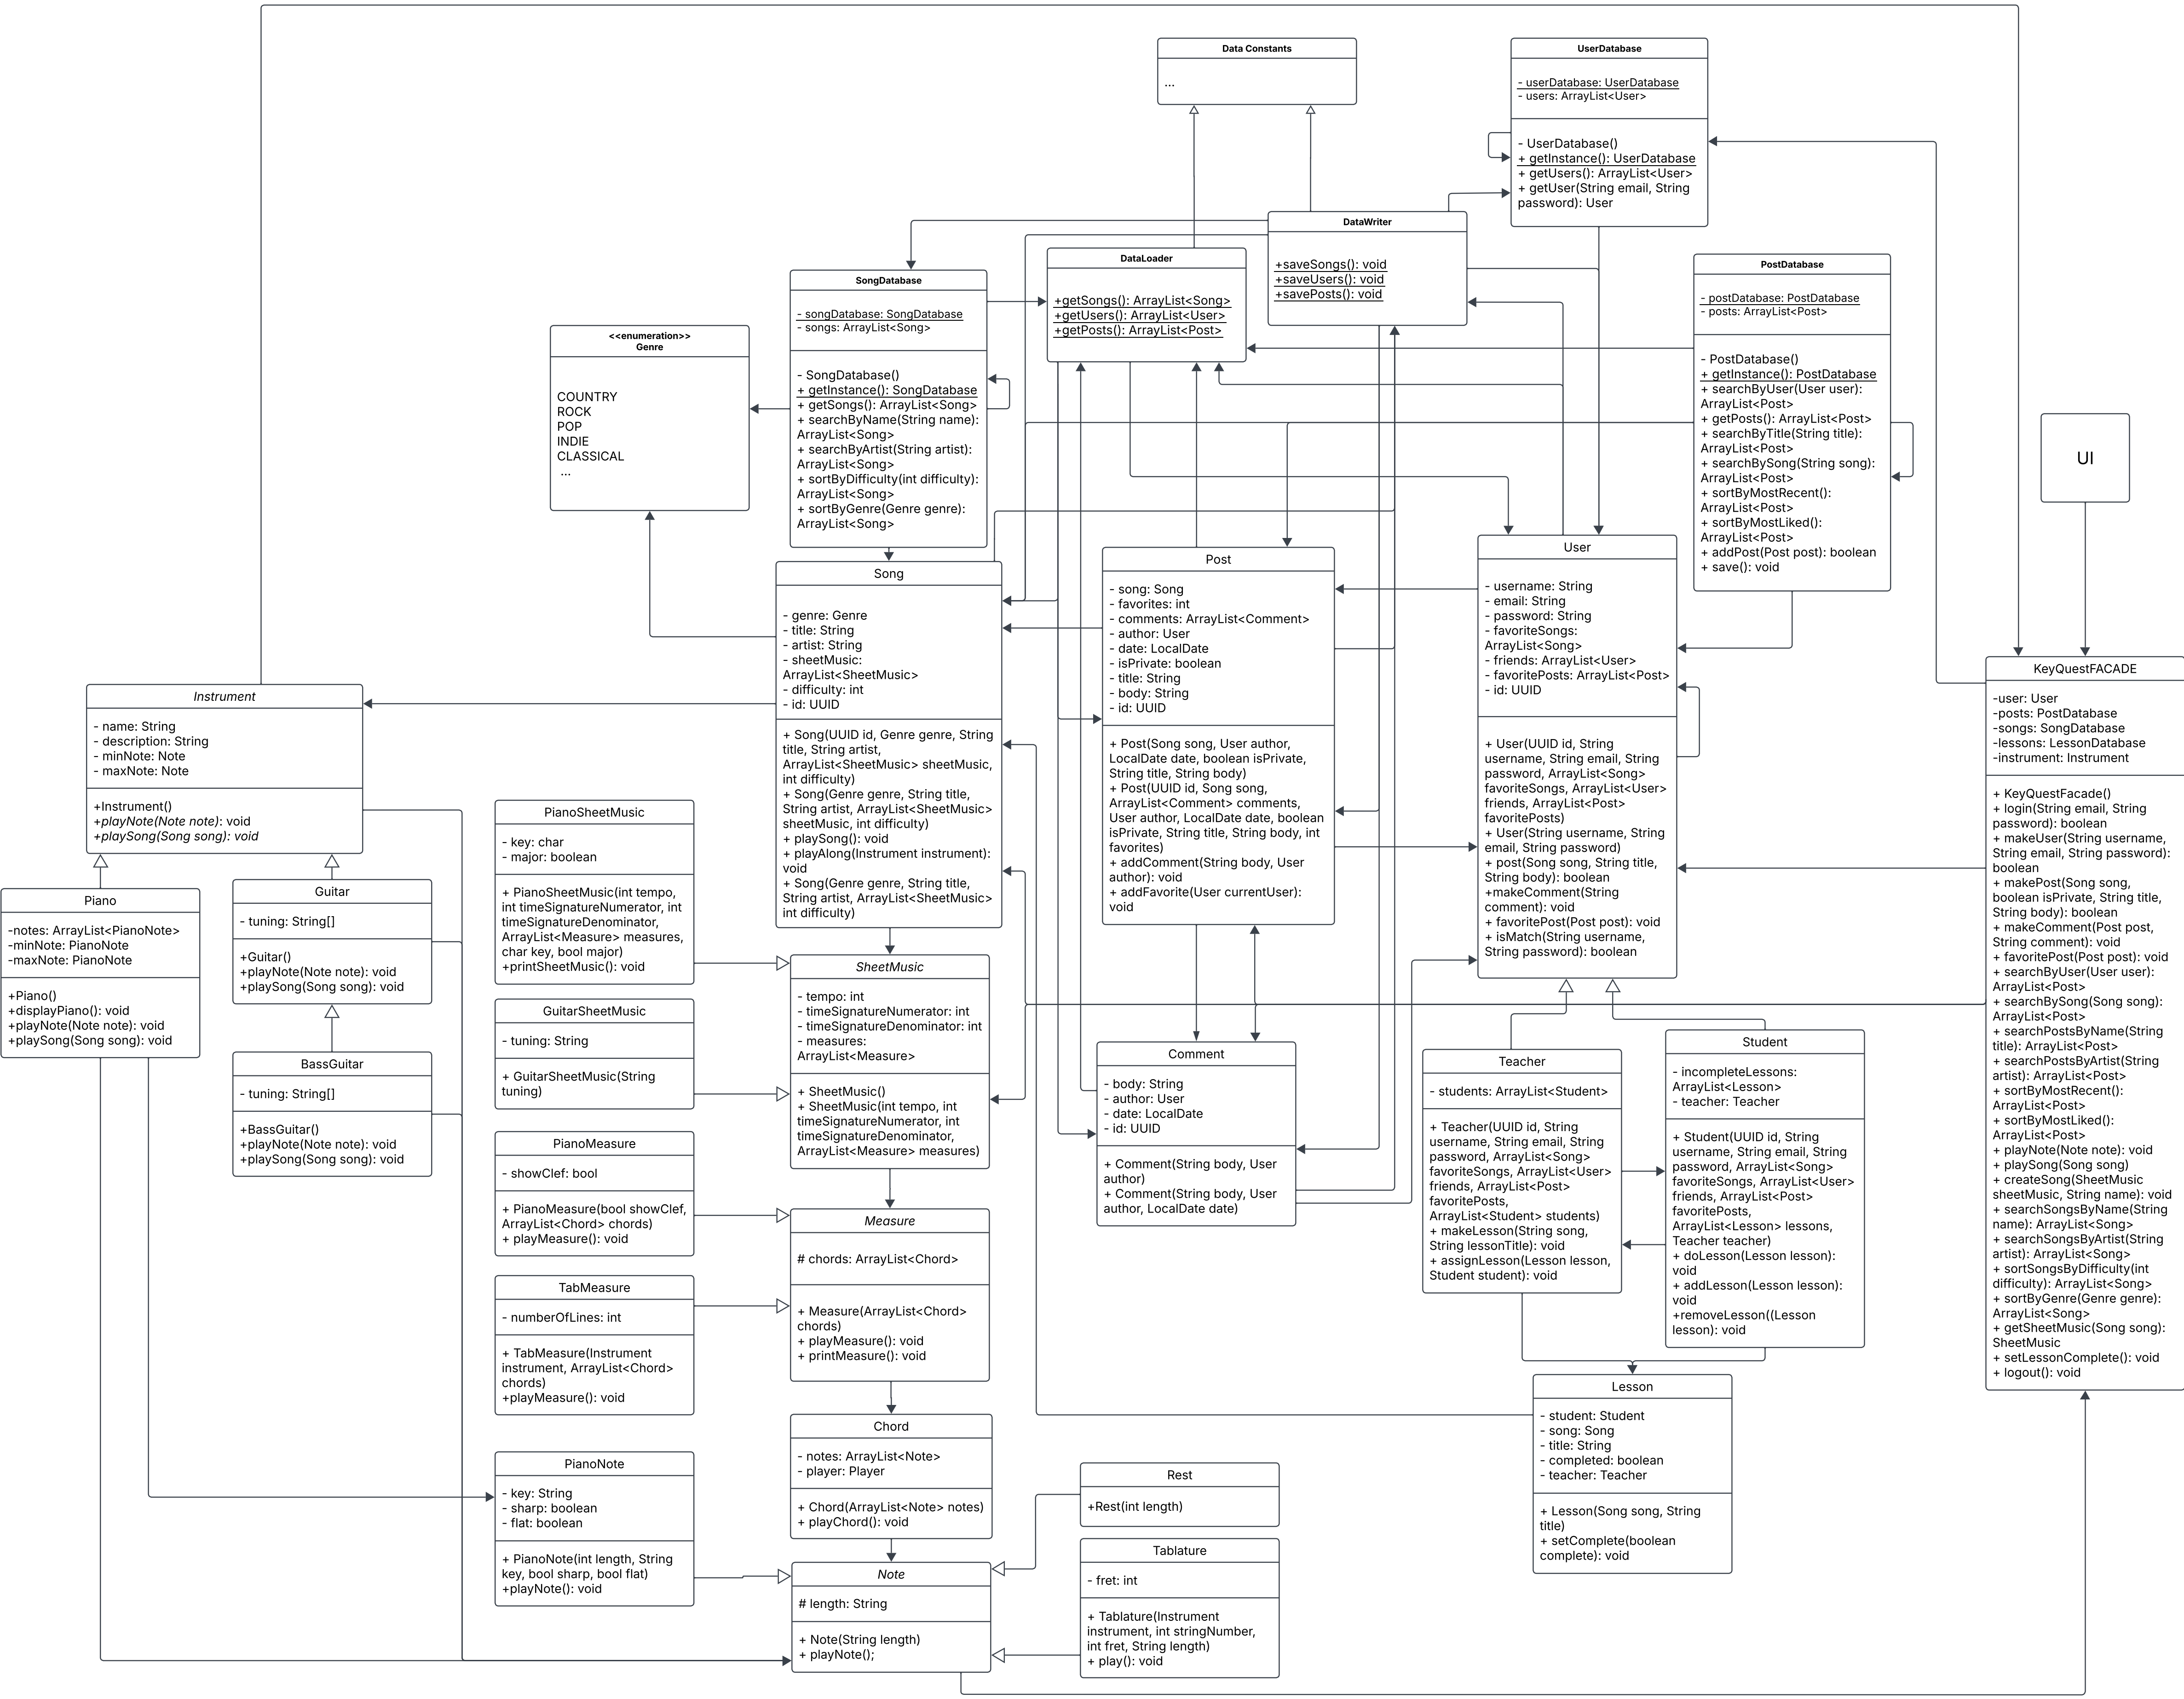 Data Constants
...
UserDatabase
- userDatabase: UserDatabase
- users: ArrayList<User>
- UserDatabase()
+ getInstance(): UserDatabase
+ getUsers(): ArrayList<User>
+ getUser(String email, String
password): User
DataWriter
+saveSongs(): void
+saveUsers(): void
+savePosts(): void
DataLoader
+getSongs(): ArrayList<Song>
+getUsers(): ArrayList<User>
+getPosts(): ArrayList<Post>
PostDatabase
- postDatabase: PostDatabase
- posts: ArrayList<Post>
- PostDatabase()
+ getInstance(): PostDatabase
+ searchByUser(User user):
ArrayList<Post>
+ getPosts(): ArrayList<Post>
+ searchByTitle(String title):
ArrayList<Post>
+ searchBySong(String song):
ArrayList<Post>
+ sortByMostRecent():
ArrayList<Post>
+ sortByMostLiked():
ArrayList<Post>
+ addPost(Post post): boolean
+ save(): void
SongDatabase
- songDatabase: SongDatabase
- songs: ArrayList<Song>
- SongDatabase()
+ getInstance(): SongDatabase
+ getSongs(): ArrayList<Song>
+ searchByName(String name):
ArrayList<Song>
+ searchByArtist(String artist):
ArrayList<Song>
+ sortByDifficulty(int difficulty):
ArrayList<Song>
+ sortByGenre(Genre genre):
ArrayList<Song>
<<enumeration>>
Genre
COUNTRY
ROCK
POP
INDIE
CLASSICAL
...
UI
Song
- genre: Genre
- title: String
- artist: String
- sheetMusic:
ArrayList<SheetMusic>
- difficulty: int
- id: UUID
+ Song(UUID id, Genre genre, String
title, String artist,
ArrayList<SheetMusic> sheetMusic,
int difficulty)
+ Song(Genre genre, String title,
String artist, ArrayList<SheetMusic>
sheetMusic, int difficulty)
+ playSong(): void
+ playAlong(Instrument instrument):
void
+ Song(Genre genre, String title,
String artist, ArrayList<SheetMusic>
int difficulty)
Post
- song: Song
- favorites: int
- comments: ArrayList<Comment>
- author: User
- date: LocalDate
- isPrivate: boolean
- title: String
- body: String
- id: UUID
+ Post(Song song, User author,
LocalDate date, boolean isPrivate,
String title, String body)
+ Post(UUID id, Song song,
ArrayList<Comment> comments,
User author, LocalDate date, boolean
isPrivate, String title, String body, int
favorites)
+ addComment(String body, User
author): void
+ addFavorite(User currentUser):
void
User
- username: String
- email: String
- password: String
- favoriteSongs:
ArrayList<Song>
- friends: ArrayList<User>
- favoritePosts: ArrayList<Post>
- id: UUID
+ User(UUID id, String
username, String email, String
password, ArrayList<Song>
favoriteSongs, ArrayList<User>
friends, ArrayList<Post>
favoritePosts)
+ User(String username, String
email, String password)
+ post(Song song, String title,
String body): boolean
+makeComment(String
comment): void
+ favoritePost(Post post): void
+ isMatch(String username,
String password): boolean
KeyQuestFACADE
-user: User
-posts: PostDatabase
-songs: SongDatabase
-lessons: LessonDatabase
-instrument: Instrument
+ KeyQuestFacade()
+ login(String email, String
password): boolean
+ makeUser(String username,
String email, String password):
boolean
+ makePost(Song song,
boolean isPrivate, String title,
String body): boolean
+ makeComment(Post post,
String comment): void
+ favoritePost(Post post): void
+ searchByUser(User user):
ArrayList<Post>
+ searchBySong(Song song):
ArrayList<Post>
+ searchPostsByName(String
title): ArrayList<Post>
+ searchPostsByArtist(String
artist): ArrayList<Post>
+ sortByMostRecent():
ArrayList<Post>
+ sortByMostLiked():
ArrayList<Post>
+ playNote(Note note): void
+ playSong(Song song)
+ createSong(SheetMusic
sheetMusic, String name): void
+ searchSongsByName(String
name): ArrayList<Song>
+ searchSongsByArtist(String
artist): ArrayList<Song>
+ sortSongsByDifficulty(int
difficulty): ArrayList<Song>
+ sortByGenre(Genre genre):
ArrayList<Song>
+ getSheetMusic(Song song):
SheetMusic
+ setLessonComplete(): void
+ logout(): void
Instrument
- name: String
- description: String
- minNote: Note
- maxNote: Note
+Instrument()
+playNote(Note note): void
+playSong(Song song): void
Piano
-notes: ArrayList<PianoNote>
-minNote: PianoNote
-maxNote: PianoNote
+Piano()
+displayPiano(): void
+playNote(Note note): void
+playSong(Song song): void
Guitar
- tuning: String[]
+Guitar()
+playNote(Note note): void
+playSong(Song song): void
BassGuitar
- tuning: String[]
+BassGuitar()
+playNote(Note note): void
+playSong(Song song): void
PianoSheetMusic
- key: char
- major: boolean
+ PianoSheetMusic(int tempo,
int timeSignatureNumerator, int
timeSignatureDenominator,
ArrayList<Measure> measures,
char key, bool major)
+printSheetMusic(): void
GuitarSheetMusic
- tuning: String
+ GuitarSheetMusic(String
tuning)
PianoMeasure
- showClef: bool
+ PianoMeasure(bool showClef,
ArrayList<Chord> chords)
+ playMeasure(): void
TabMeasure
- numberOfLines: int
+ TabMeasure(Instrument
instrument, ArrayList<Chord>
chords)
+playMeasure(): void
PianoNote
- key: String
- sharp: boolean
- flat: boolean
+ PianoNote(int length, String
key, bool sharp, bool flat)
+playNote(): void
SheetMusic
- tempo: int
- timeSignatureNumerator: int
- timeSignatureDenominator: int
- measures:
ArrayList<Measure>
+ SheetMusic()
+ SheetMusic(int tempo, int
timeSignatureNumerator, int
timeSignatureDenominator,
ArrayList<Measure> measures)
Measure
# chords: ArrayList<Chord>
+ Measure(ArrayList<Chord>
chords)
+ playMeasure(): void
+ printMeasure(): void
Chord
- notes: ArrayList<Note>
- player: Player
+ Chord(ArrayList<Note> notes)
+ playChord(): void
Note
# length: String
+ Note(String length)
+ playNote();
Comment
- body: String
- author: User
- date: LocalDate
- id: UUID
+ Comment(String body, User
author)
+ Comment(String body, User
author, LocalDate date)
Rest
+Rest(int length)
Tablature
- fret: int
+ Tablature(Instrument
instrument, int stringNumber,
int fret, String length)
+ play(): void
Teacher
- students: ArrayList<Student>
+ Teacher(UUID id, String
username, String email, String
password, ArrayList<Song>
favoriteSongs, ArrayList<User>
friends, ArrayList<Post>
favoritePosts,
ArrayList<Student> students)
+ makeLesson(String song,
String lessonTitle): void
+ assignLesson(Lesson lesson,
Student student): void
Student
- incompleteLessons:
ArrayList<Lesson>
- teacher: Teacher
+ Student(UUID id, String
username, String email, String
password, ArrayList<Song>
favoriteSongs, ArrayList<User>
friends, ArrayList<Post>
favoritePosts,
ArrayList<Lesson> lessons,
Teacher teacher)
+ doLesson(Lesson lesson):
void
+ addLesson(Lesson lesson):
void
+removeLesson((Lesson
lesson): void
Lesson
- student: Student
- song: Song
- title: String
- completed: boolean
- teacher: Teacher
+ Lesson(Song song, String
title)
+ setComplete(boolean
complete): void